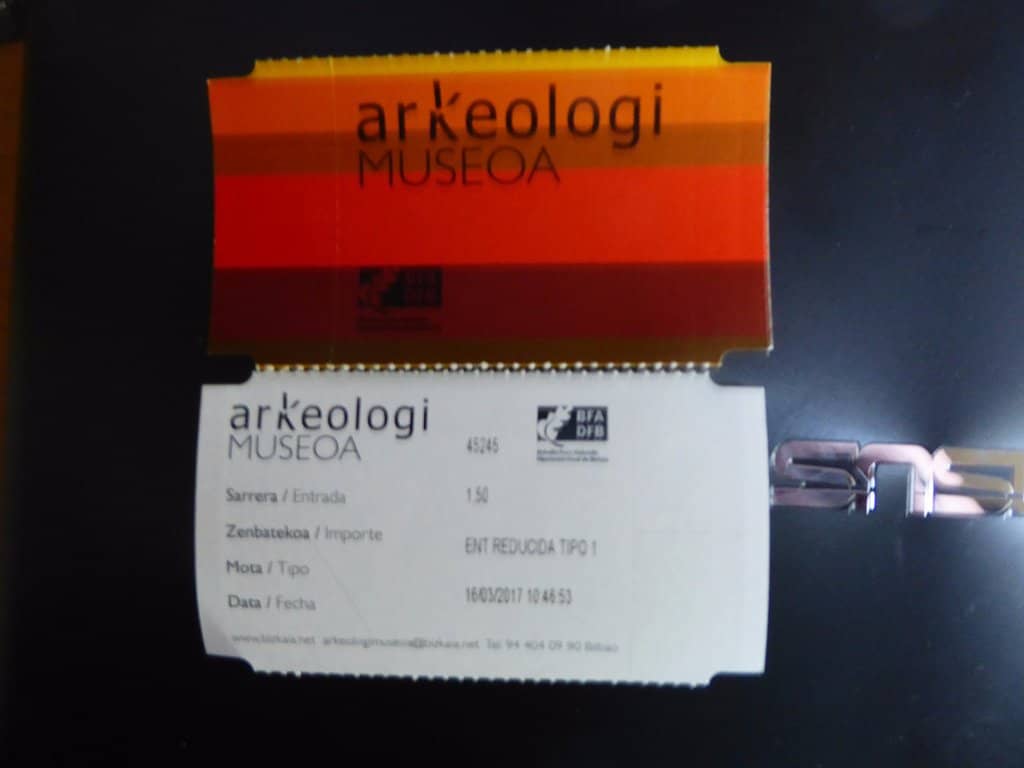 arkeologi
MUSEOA
BFA
DFB
arkeologi
MUSEOA
45245
BFA
DFB
Sarrera / Entrada
1.50
Zenbatekoa / Importe
ENT REDUCIDA TIPO 1
Mota / Tipo
16/03/2017 10:46:53
Data / Fecha
www.bizkaia.net arkeologimuseoa@bizkaia.net Tel. 94 404 09 90 Bilbao